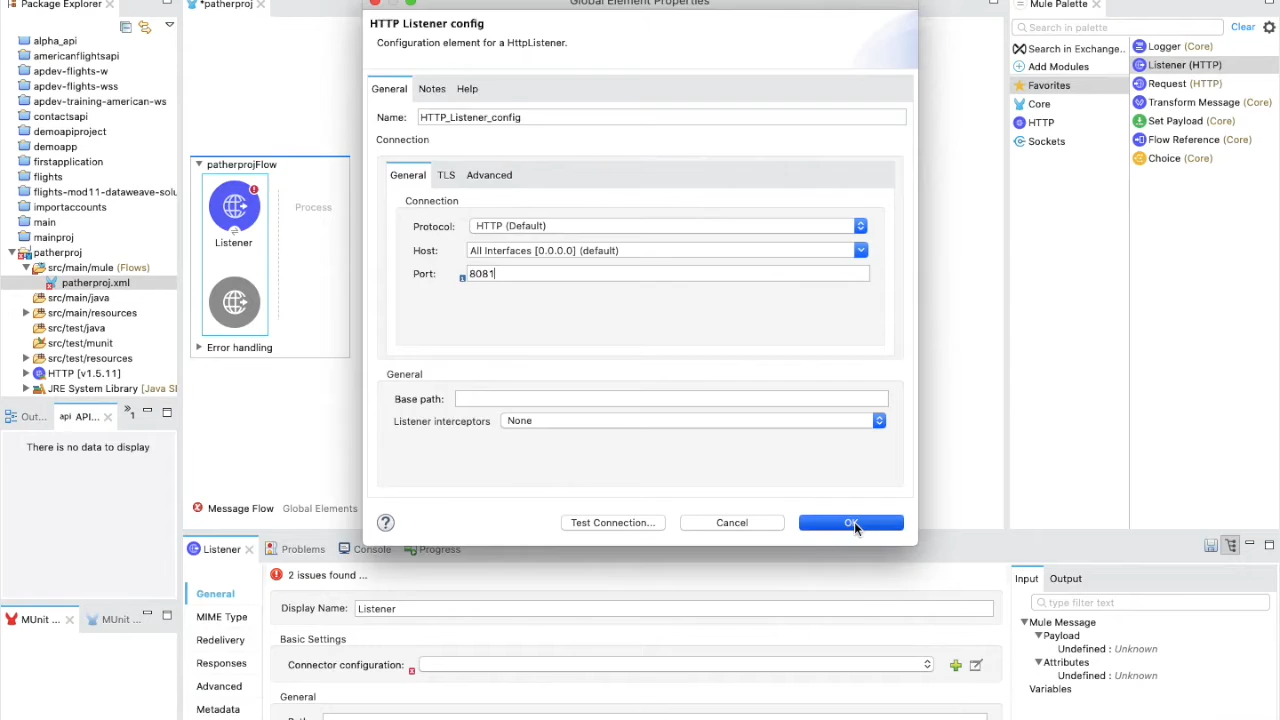 Package Explorer
alpha_api
americanflightsapi
apdev-flights-w
apdev-flights-wss
apdev-training-american-ws
contactsapi
demoapiproject
demoapp
firstapplication
flights
flights-mod11-dataweave-solu
importaccounts
main
mainproj
patherproj
src/main/mule (Flows)
patherproj.xml
src/main/java
src/main/resources
src/test/java
src/test/munit
src/test/resources
HTTP [v1.5.11]
JRE System Library [Java SE
Out...
api API...
»1
There is no data to display
MUnit ...
MUnit ...
*patherproj
patherprojFlow
Listener
Process
Error handling
Message Flow
Global Elements
Global Element Properties
HTTP Listener config
Configuration element for a HttpListener.
General
Notes
Help
Name:
HTTP_Listener_config
Connection
General
TLS
Advanced
Connection
Protocol:
HTTP (Default)
Host:
All Interfaces [0.0.0.0] (default)
Port:
8081
General
Base path:
Listener interceptors
None
?
Test Connection...
Cancel
OK
Listener
Problems
Console
Progress
2 issues found ...
General
MIME Type
Redelivery
Responses
Advanced
Metadata
Display Name:
Listener
Basic Settings
Connector configuration:
General
Mule Palette
Search in palette
Clear
Search in Exchange..
Add Modules
Favorites
Core
HTTP
Sockets
Logger (Core)
Listener (HTTP)
Request (HTTP)
Transform Message (Core)
Set Payload (Core)
Flow Reference (Core)
Choice (Core)
Input
Output
type filter text
Mule Message
Payload
Undefined : Unknown
Attributes
Undefined : Unknown
Variables